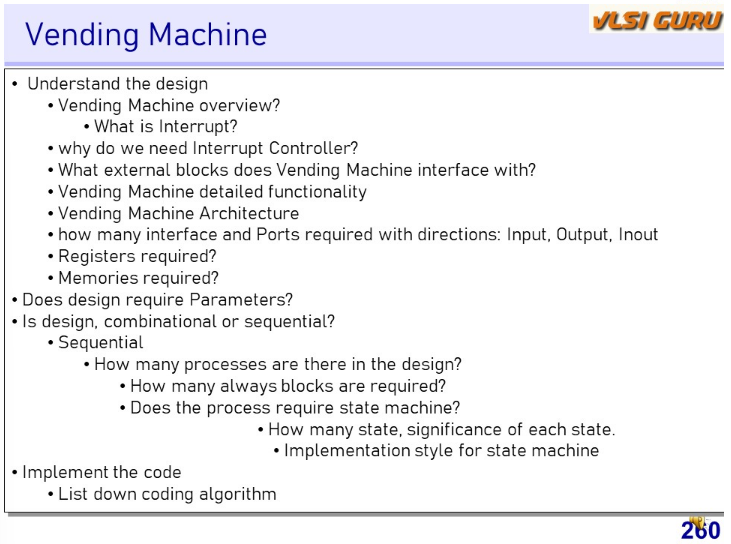 Vending Machine
VLSI GURU
• Understand the design
• Vending Machine overview?
• What is Interrupt?
• why do we need Interrupt Controller?
• What external blocks does Vending Machine interface with?
• Vending Machine detailed functionality
• Vending Machine Architecture
• how many interface and Ports required with directions: Input, Output, Inout
• Registers required?
• Memories required?
• Does design require Parameters?
• Is design, combinational or sequential?
• Sequential
• How many processes are there in the design?
• How many always blocks are required?
• Does the process require state machine?
• How many state, significance of each state.
• Implementation style for state machine
• Implement the code
• List down coding algorithm
260